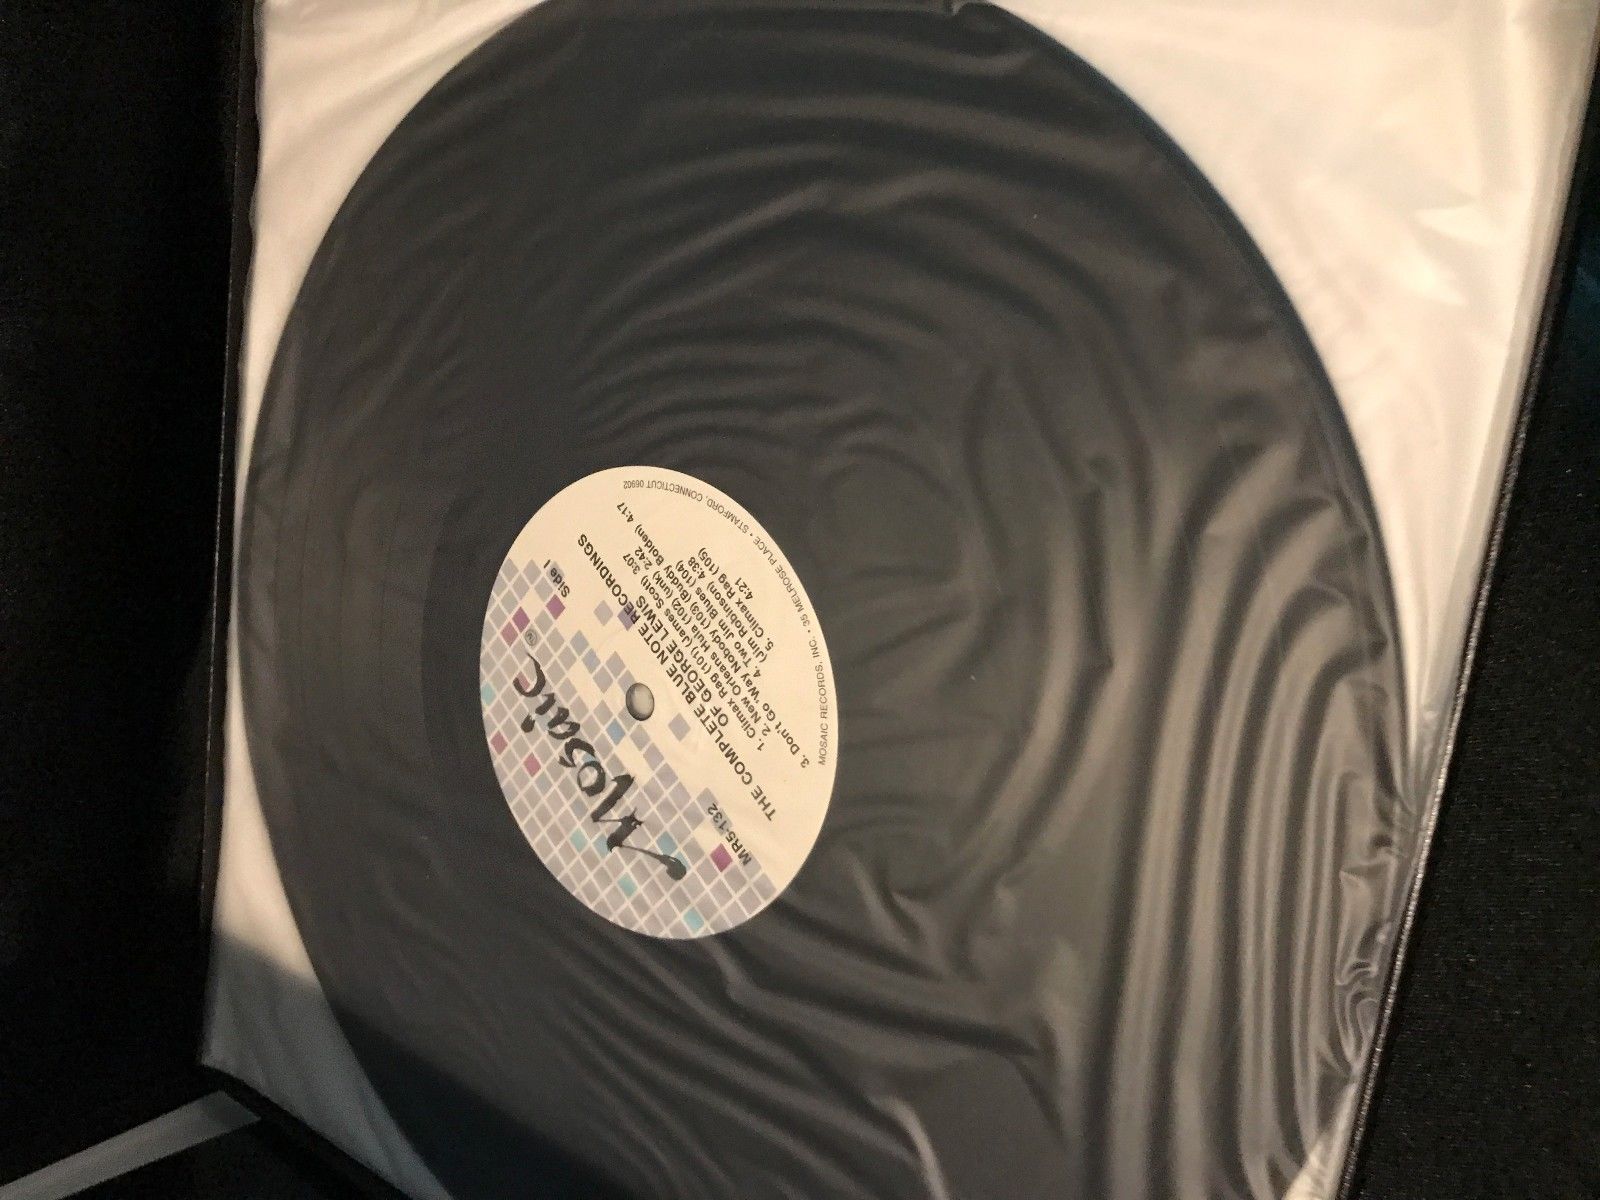 Mosaic
MR5-132
Side I
THE COMPLETE BLUE NOTE RECORDINGS
OF GEORGE LEWIS
1. Climax Rag (101) (James Scott) 3:07
2. New Orleans Hula (102) (unk) 2:42
3. Don't Go 'Way Nobody (103) (Buddy Bolden) 4:17
4. Two Jim Blues (104)
(Jim Robinson) 4:38
5. Climax Rag (105)
4:21
MOSAIC RECORDS, INC. • 35 MELROSE PLACE • STAMFORD, CONNECTICUT 06902